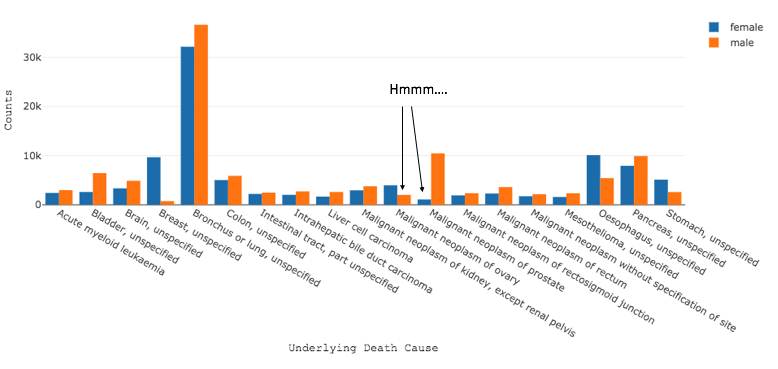 female
male
Hmmm....
Counts
30k
20k
10k
0
Acute myeloid leukaemia
Bladder, unspecified
Brain, unspecified
Breast, unspecified
Bronchus or lung, unspecified
Colon, unspecified
Intestinal tract, part unspecified
Intrahepatic bile duct carcinoma
Liver cell carcinoma
Malignant neoplasm of kidney, except renal pelvis
Malignant neoplasm of ovary
Malignant neoplasm of prostate
Malignant neoplasm of rectosigmoid junction
Malignant neoplasm of rectum
Malignant neoplasm without specification of site
Mesothelioma, unspecified
Oesophagus, unspecified
Pancreas, unspecified
Stomach, unspecified
Underlying Death Cause